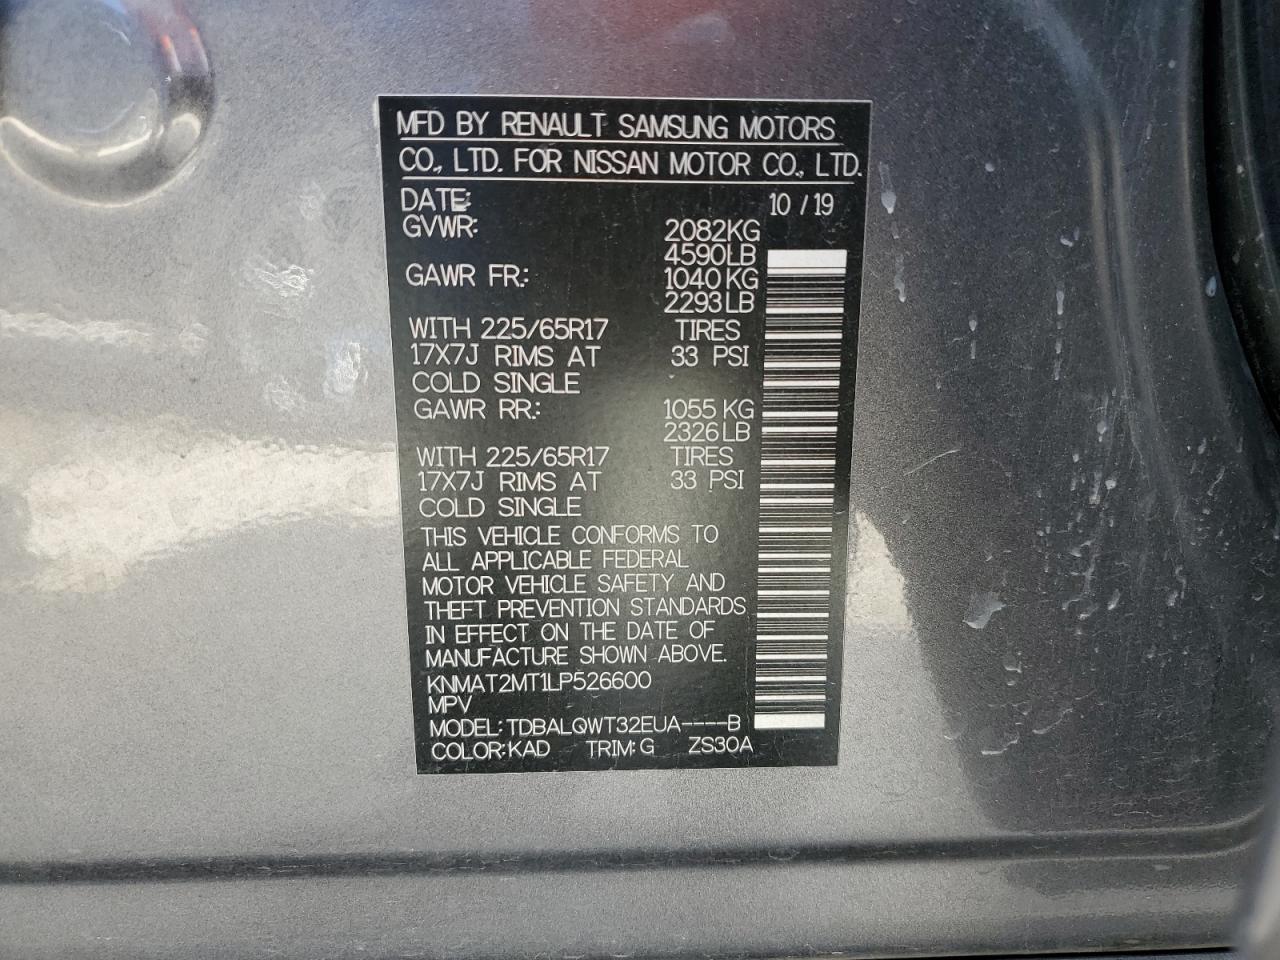 MFD BY RENAULT SAMSUNG MOTORS
CO., LTD. FOR NISSAN MOTOR CO., LTD.
DATE: 10 / 19
GVWR: 2082KG
4590LB
GAWR FR.: 1040 KG
2293 LB
WITH 225/65R17 TIRES
17X7J RIMS AT 33 PSI
COLD SINGLE
GAWR RR.: 1055 KG
2326 LB
WITH 225/65R17 TIRES
17X7J RIMS AT 33 PSI
COLD SINGLE
THIS VEHICLE CONFORMS TO
ALL APPLICABLE FEDERAL
MOTOR VEHICLE SAFETY AND
THEFT PREVENTION STANDARDS
IN EFFECT ON THE DATE OF
MANUFACTURE SHOWN ABOVE.
KNMAT2MT1LP526600
MPV
MODEL: TDBALQWT32EUA----B
COLOR: KAD TRIM: G ZS30A